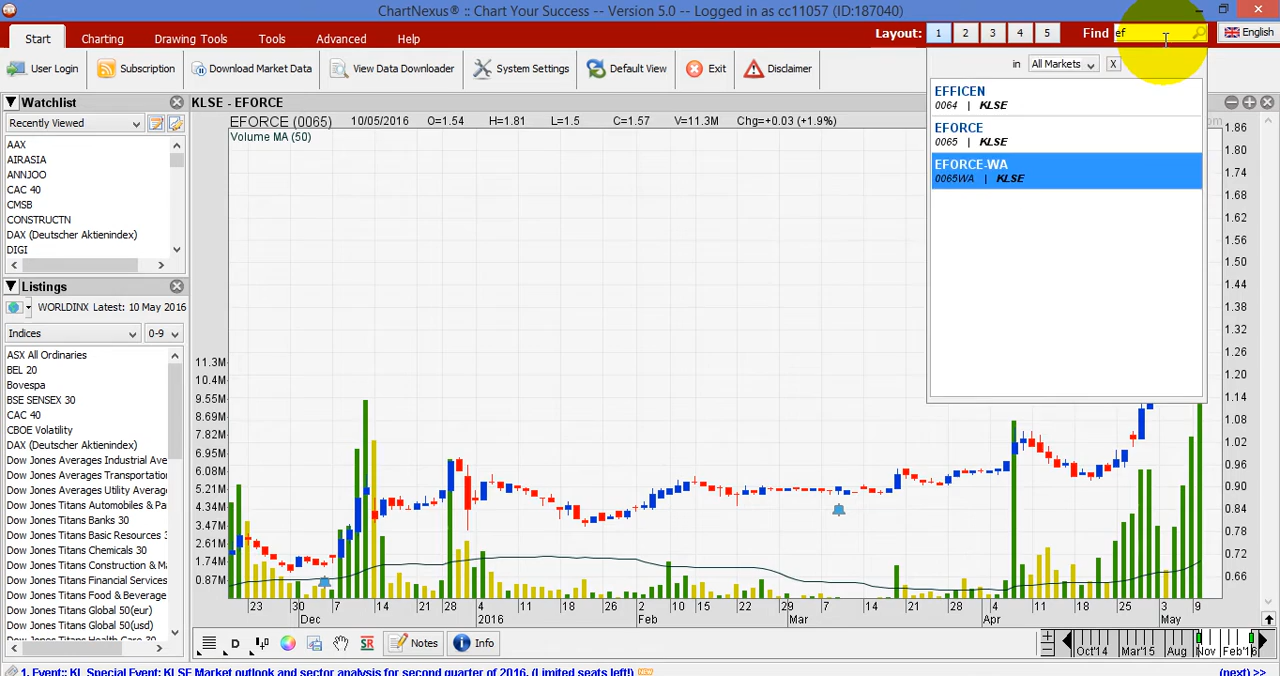 ChartNexus® :: Chart Your Success -- Version 5.0 -- Logged in as cc11057 (ID:187040)
Start Charting Drawing Tools Tools Advanced Help Layout: 1 2 3 4 5 Find ef English
User Login Subscription Download Market Data View Data Downloader System Settings Default View Exit Disclaimer
in All Markets X
EFFICEN
0064 | KLSE
EFORCE
0065 | KLSE
EFORCE-WA
0065WA | KLSE
Watchlist
Recently Viewed
AAX
AIRASIA
ANNJOO
CAC 40
CMSB
CONSTRUCTN
DAX (Deutscher Aktienindex)
DIGI
Listings
WORLDINX Latest: 10 May 2016
Indices 0-9
ASX All Ordinaries
BEL 20
Bovespa
BSE SENSEX 30
CAC 40
CBOE Volatility
DAX (Deutscher Aktienindex)
Dow Jones Averages Industrial Ave
Dow Jones Averages Transportatio
Dow Jones Averages Utility Averag
Dow Jones Titans Automobiles & Pa
Dow Jones Titans Banks 30
Dow Jones Titans Basic Resources
Dow Jones Titans Chemicals 30
Dow Jones Titans Construction & M
Dow Jones Titans Financial Services
Dow Jones Titans Food & Beverage
Dow Jones Titans Global 50(eur)
Dow Jones Titans Global 50(usd)
KLSE - EFORCE
EFORCE (0065) 10/05/2016 O=1.54 H=1.81 L=1.5 C=1.57 V=11.3M Chg=+0.03 (+1.9%)
Volume MA (50)
11.3M
10.4M
9.55M
8.69M
7.82M
6.95M
6.08M
5.21M
4.34M
3.47M
2.61M
1.74M
0.87M
1.86
1.80
1.74
1.68
1.62
1.56
1.50
1.44
1.38
1.32
1.26
1.20
1.14
1.08
1.02
0.96
0.90
0.84
0.78
0.72
0.66
23 30 7 14 21 28 4 11 18 26 2 10 15 22 29 7 14 21 28 4 11 18 25 3 9
Dec 2016 Feb Mar Apr May
D Notes Info
Oct'14 Mar'15 Aug Nov Feb'16
1. Event:: KL Special Event: KLSE Market outlook and sector analysis for second quarter of 2016. (Limited seats left!) NEW (next) >>